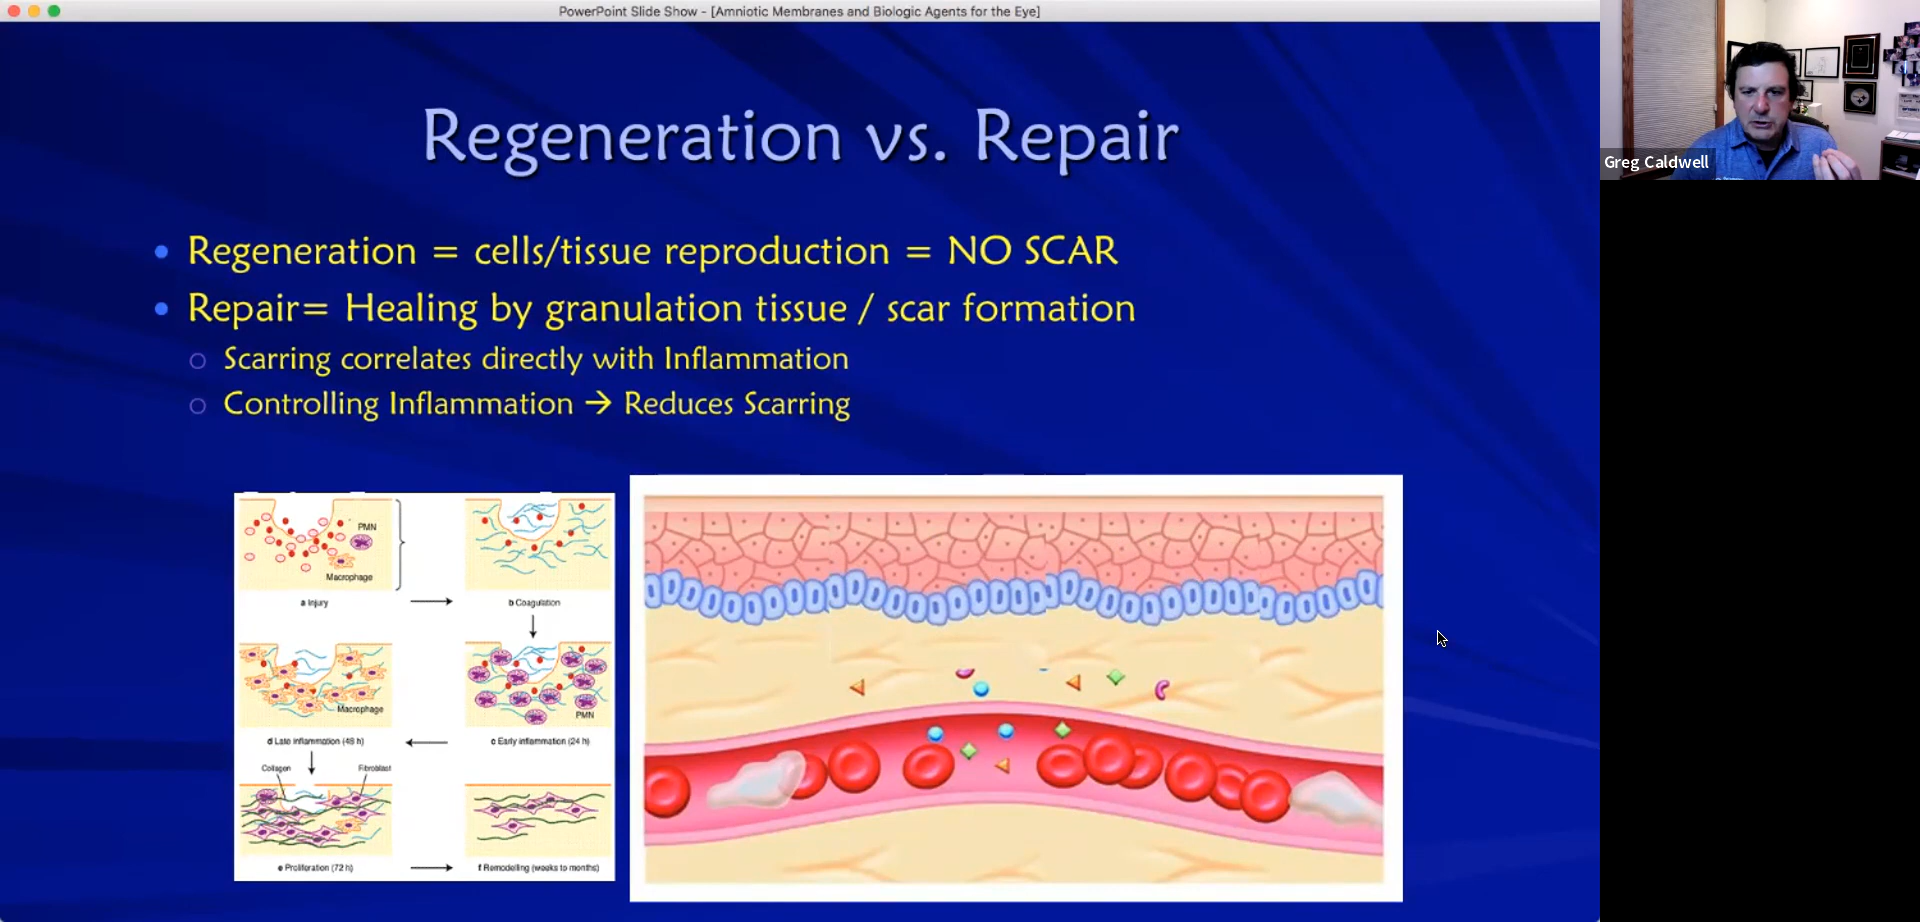 PowerPoint Slide Show - [Amniotic Membranes and Biologic Agents for the Eye]
Regeneration vs. Repair
Regeneration = cells/tissue reproduction = NO SCAR
Repair= Healing by granulation tissue / scar formation
Scarring correlates directly with Inflammation
Controlling Inflammation → Reduces Scarring
PMN
Macrophage
a Injury
b Coagulation
Macrophage
PMN
d Late inflammation (48 h)
c Early inflammation (24 h)
Collagen
Fibroblast
e Proliferation (72 h)
f Remodelling (weeks to months)
Greg Caldwell